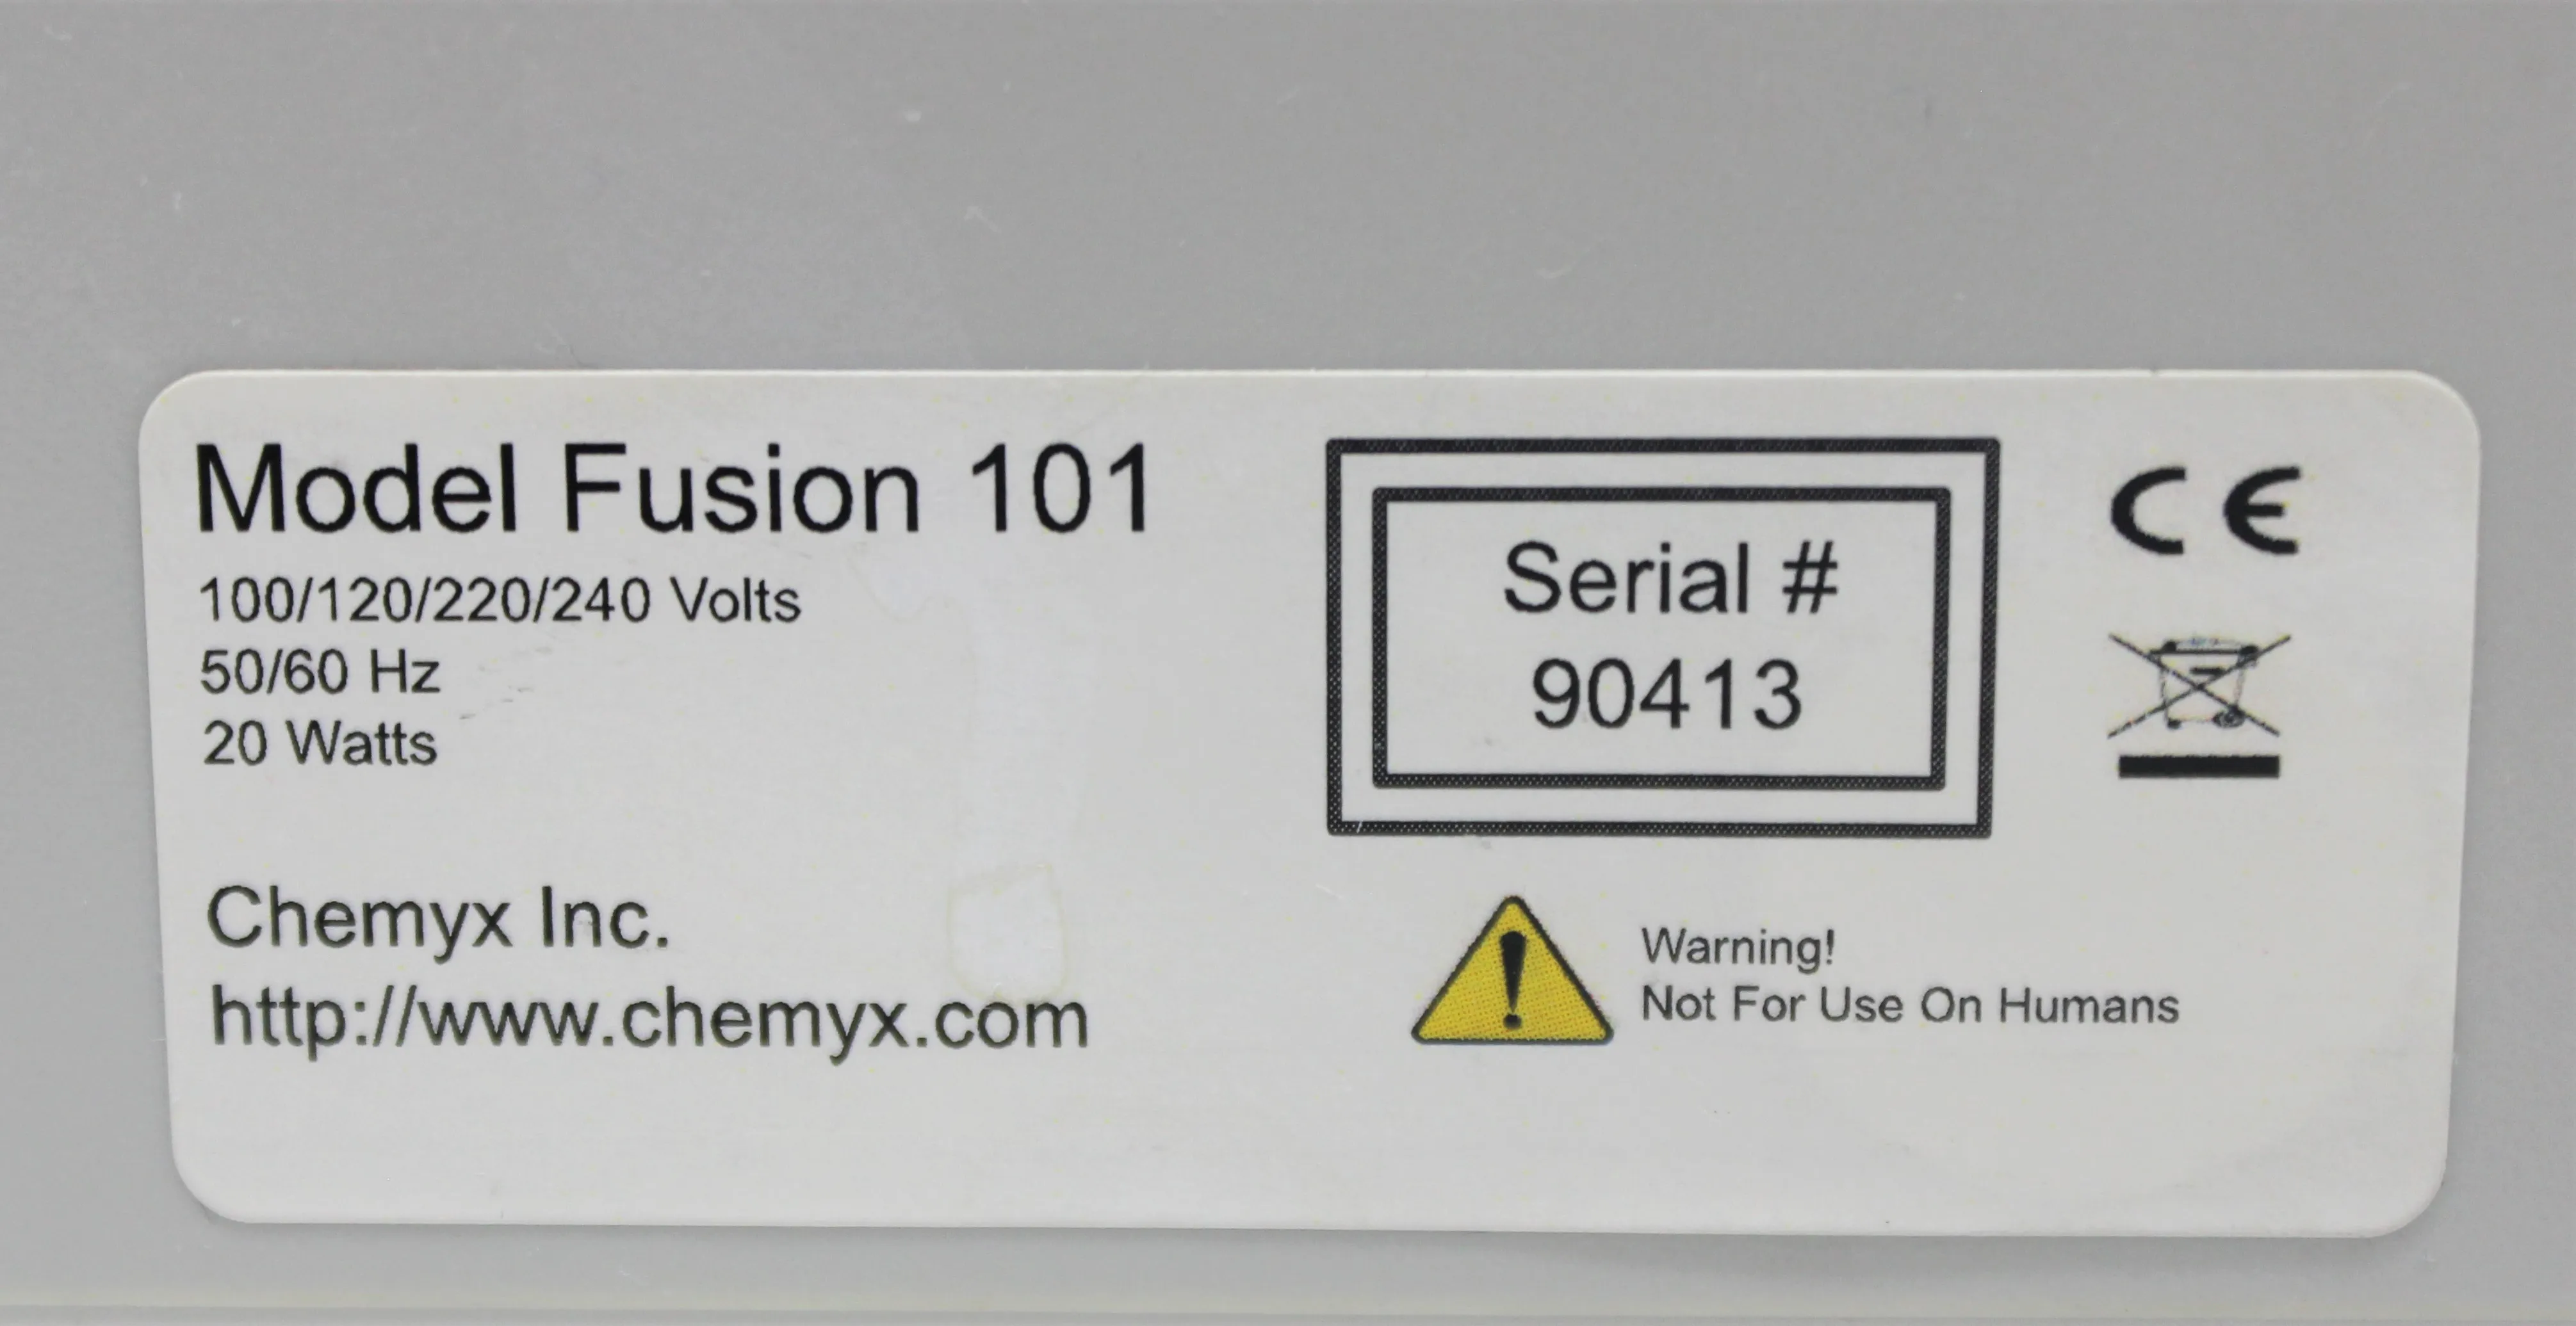 Model Fusion 101
100/120/220/240 Volts
50/60 Hz
20 Watts
Chemyx Inc.
http://www.chemyx.com
Serial #
90413
CE
Warning!
Not For Use On Humans